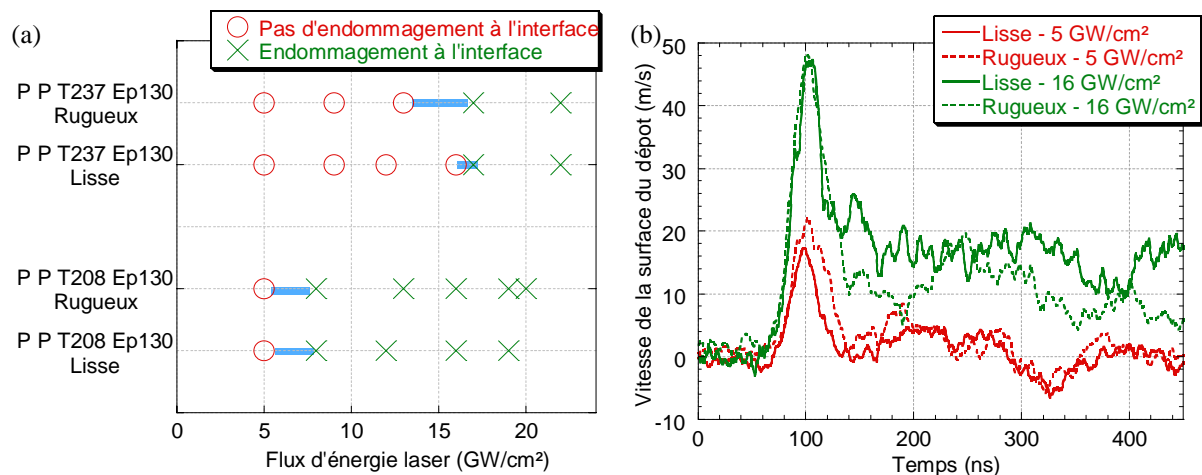 (a)
Pas d'endommagement à l'interface
Endommagement à l'interface
P P T237 Ep130
Rugueux
P P T237 Ep130
Lisse
P P T208 Ep130
Rugueux
P P T208 Ep130
Lisse
0 5 10 15 20
Flux d'énergie laser (GW/cm²)
(b)
Lisse - 5 GW/cm²
Rugueux - 5 GW/cm²
Lisse - 16 GW/cm²
Rugueux - 16 GW/cm²
Vitesse de la surface du dépot (m/s)
50
40
30
20
10
0
-10
0 100 200 300 400
Temps (ns)